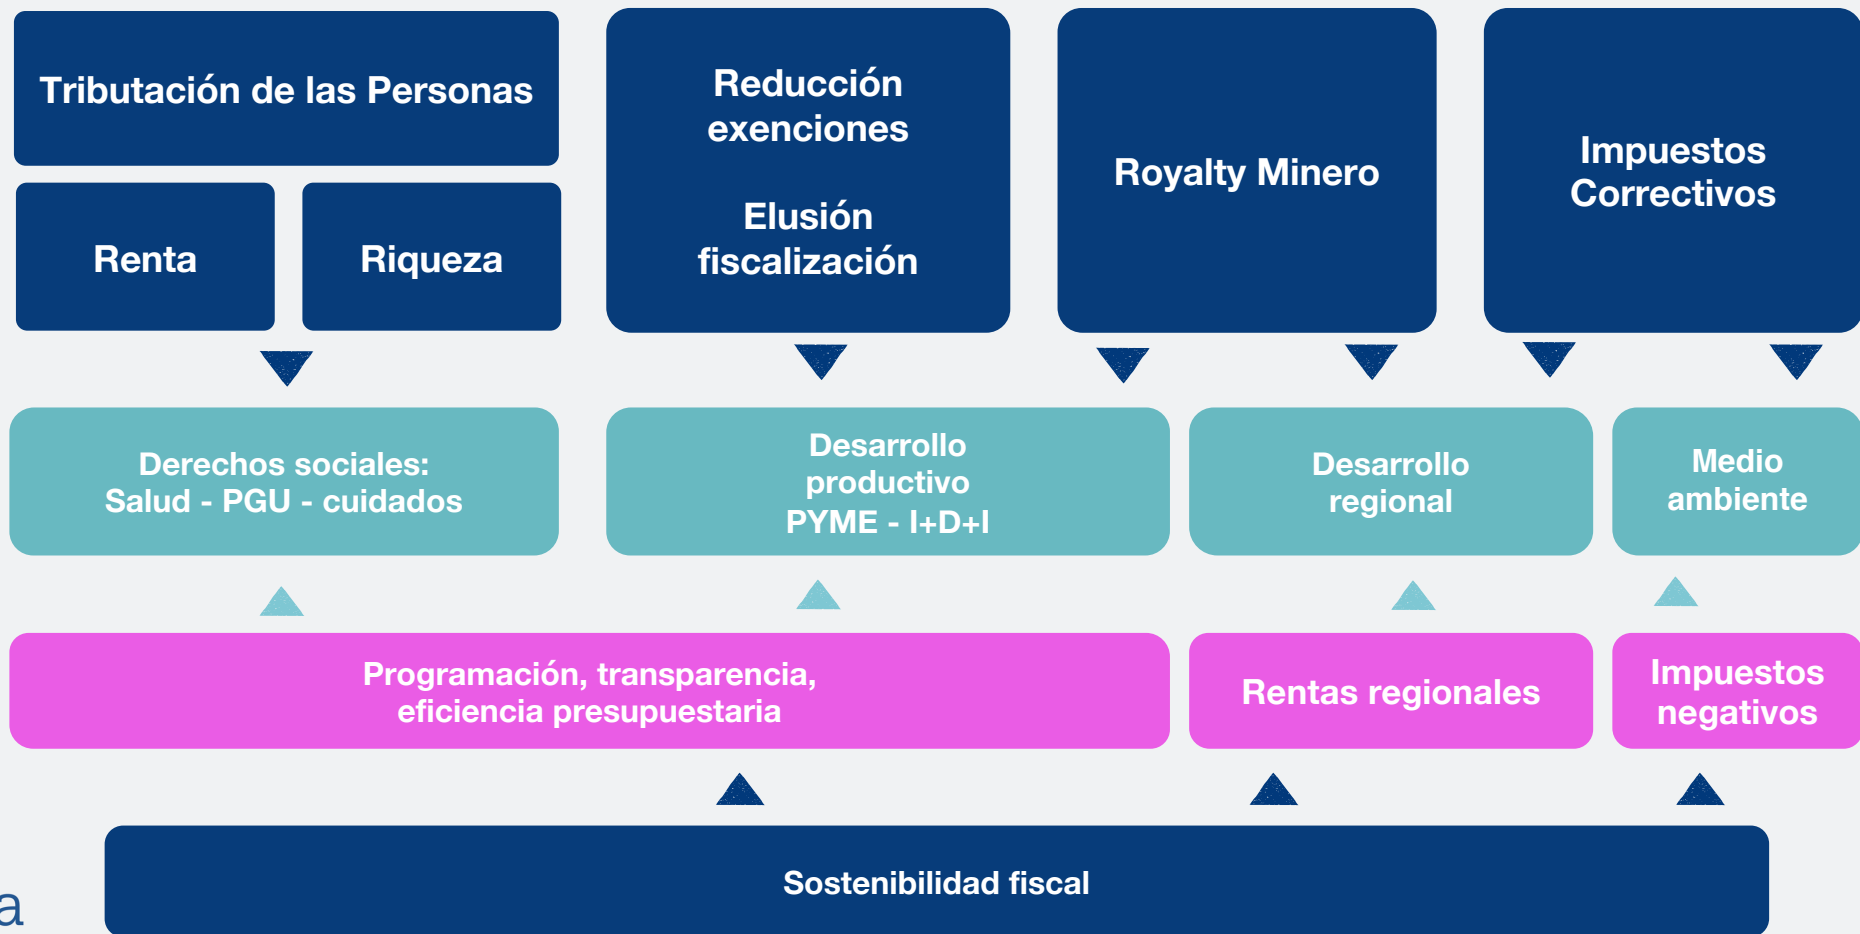 Tributación de las Personas
Renta
Riqueza
Reducción
exenciones
Elusión
fiscalización
Royalty Minero
Impuestos
Correctivos
Derechos sociales:
Salud - PGU - cuidados
Desarrollo
productivo
PYME - I+D+I
Desarrollo
regional
Medio
ambiente
Programación, transparencia,
eficiencia presupuestaria
Rentas regionales
Impuestos
negativos
Sostenibilidad fiscal
a